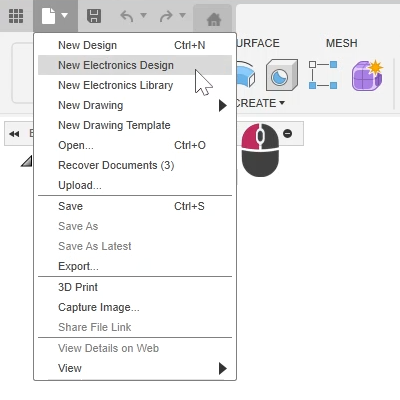 URFACE
MESH
CREATE
New Design Ctrl+N
New Electronics Design
New Electronics Library
New Drawing
New Drawing Template
Open... Ctrl+O
Recover Documents (3)
Upload...
Save Ctrl+S
Save As
Save As Latest
Export...
3D Print
Capture Image...
Share File Link
View Details on Web
View